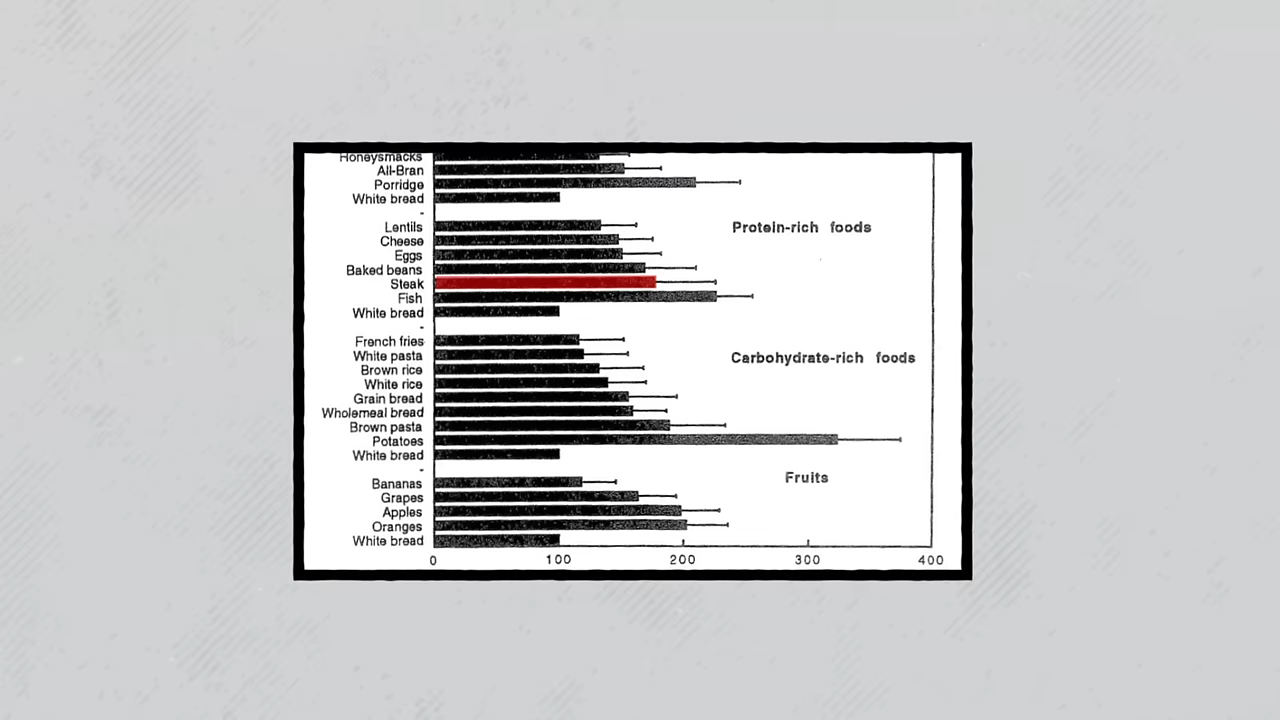 Honeysmacks
All-Bran
Porridge
White bread
-
Lentils
Protein-rich foods
Cheese
Eggs
Baked beans
Steak
Fish
White bread
-
French fries
White pasta
Carbohydrate-rich foods
Brown rice
White rice
Grain bread
Wholemeal bread
Brown pasta
Potatoes
White bread
-
Fruits
Bananas
Grapes
Apples
Oranges
White bread
0 100 200 300 400